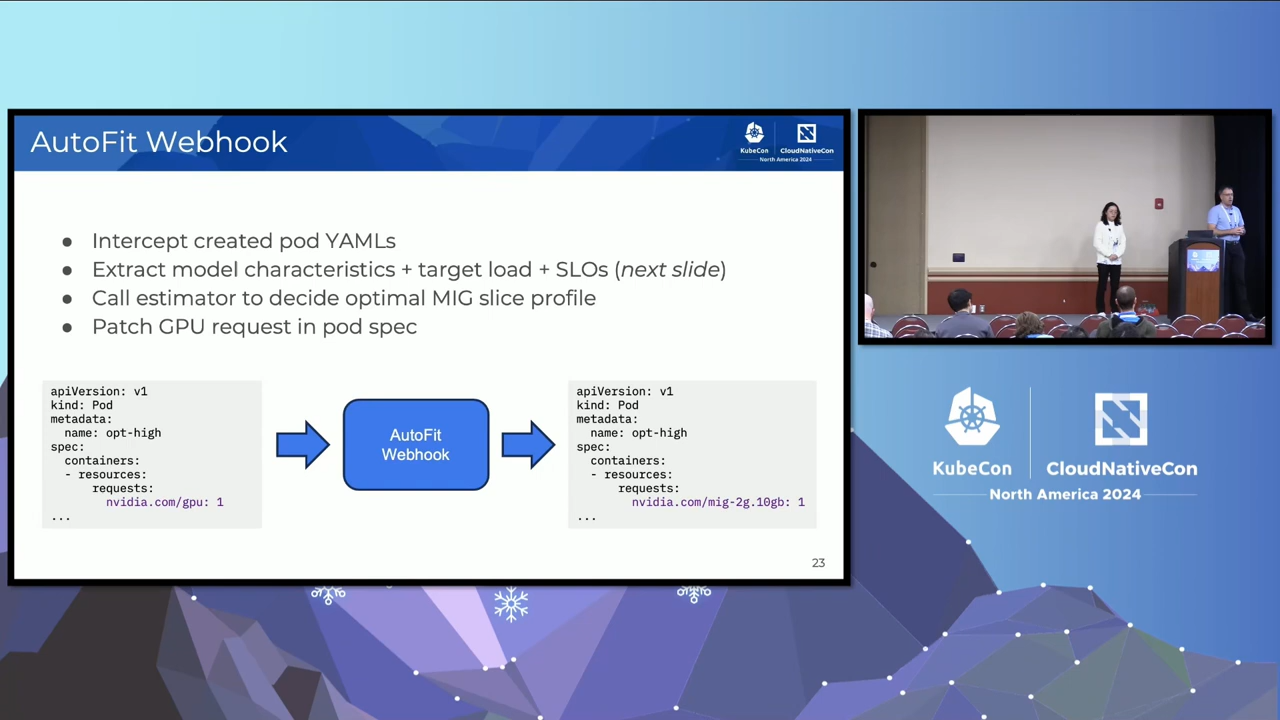 AutoFit Webhook
KubeCon
CloudNativeCon
North America 2024
● Intercept created pod YAMLs
● Extract model characteristics + target load + SLOs (next slide)
● Call estimator to decide optimal MIG slice profile
● Patch GPU request in pod spec
apiVersion: v1
kind: Pod
metadata:
  name: opt-high
spec:
  containers:
  - resources:
      requests:
        nvidia.com/gpu: 1
...
AutoFit
Webhook
apiVersion: v1
kind: Pod
metadata:
  name: opt-high
spec:
  containers:
  - resources:
      requests:
        nvidia.com/mig-2g.10gb: 1
...
23
KubeCon
CloudNativeCon
North America 2024